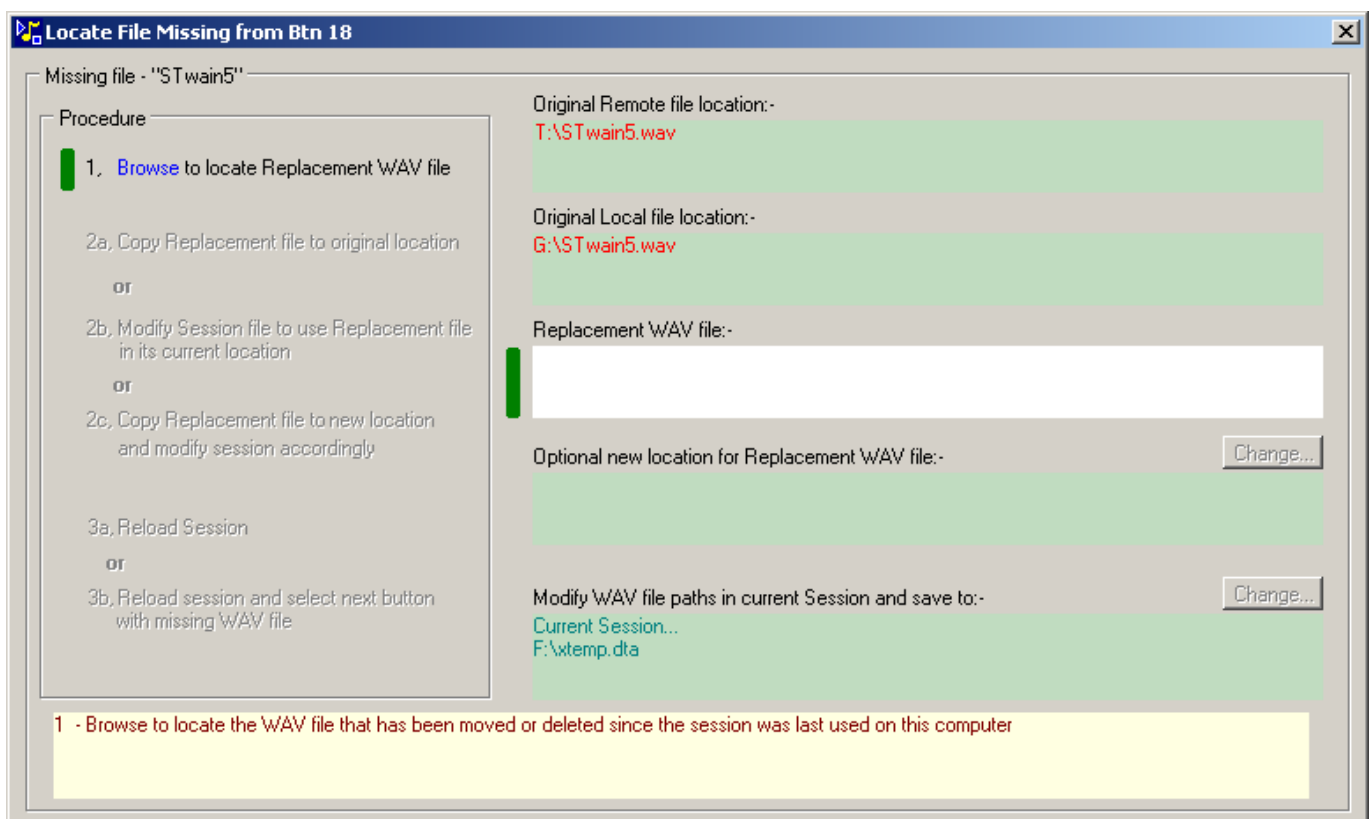 Locate File Missing from Btn 18
Missing file - "STwain5"
Procedure
1, Browse to locate Replacement WAV file
2a, Copy Replacement file to original location
or
2b, Modify Session file to use Replacement file
in its current location
or
2c, Copy Replacement file to new location
and modify session accordingly
3a, Reload Session
or
3b, Reload session and select next button
with missing WAV file
Original Remote file location:-
T:\STwain5.wav
Original Local file location:-
G:\STwain5.wav
Replacement WAV file:-
Optional new location for Replacement WAV file:-
Change...
Modify WAV file paths in current Session and save to:-
Change...
Current Session...
F:\xtemp.dta
1 - Browse to locate the WAV file that has been moved or deleted since the session was last used on this computer